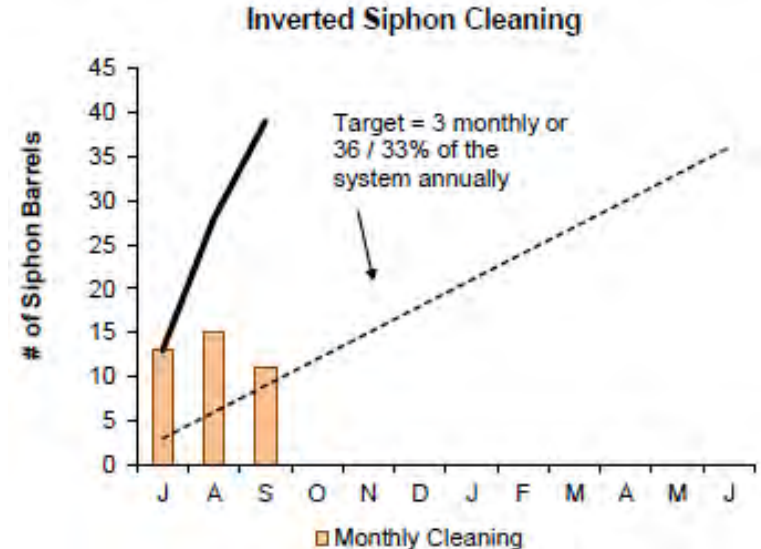 Inverted Siphon Cleaning
# of Siphon Barrels
45
40
35
30
25
20
15
10
5
0
Target = 3 monthly or
36 / 33% of the
system annually
J A S O N D J F M A M J
Monthly Cleaning